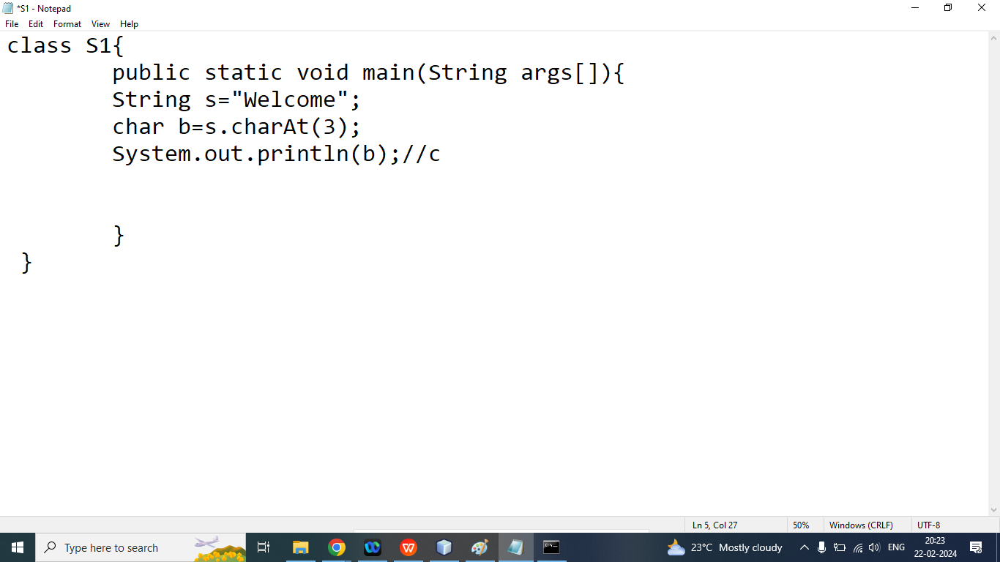 *S1 - Notepad
File Edit Format View Help
class S1{
        public static void main(String args[]){
        String s="Welcome";
        char b=s.charAt(3);
        System.out.println(b);//c
        }
 }
Ln 5, Col 27 50% Windows (CRLF) UTF-8
Type here to search
23°C Mostly cloudy
ENG
20:23
22-02-2024